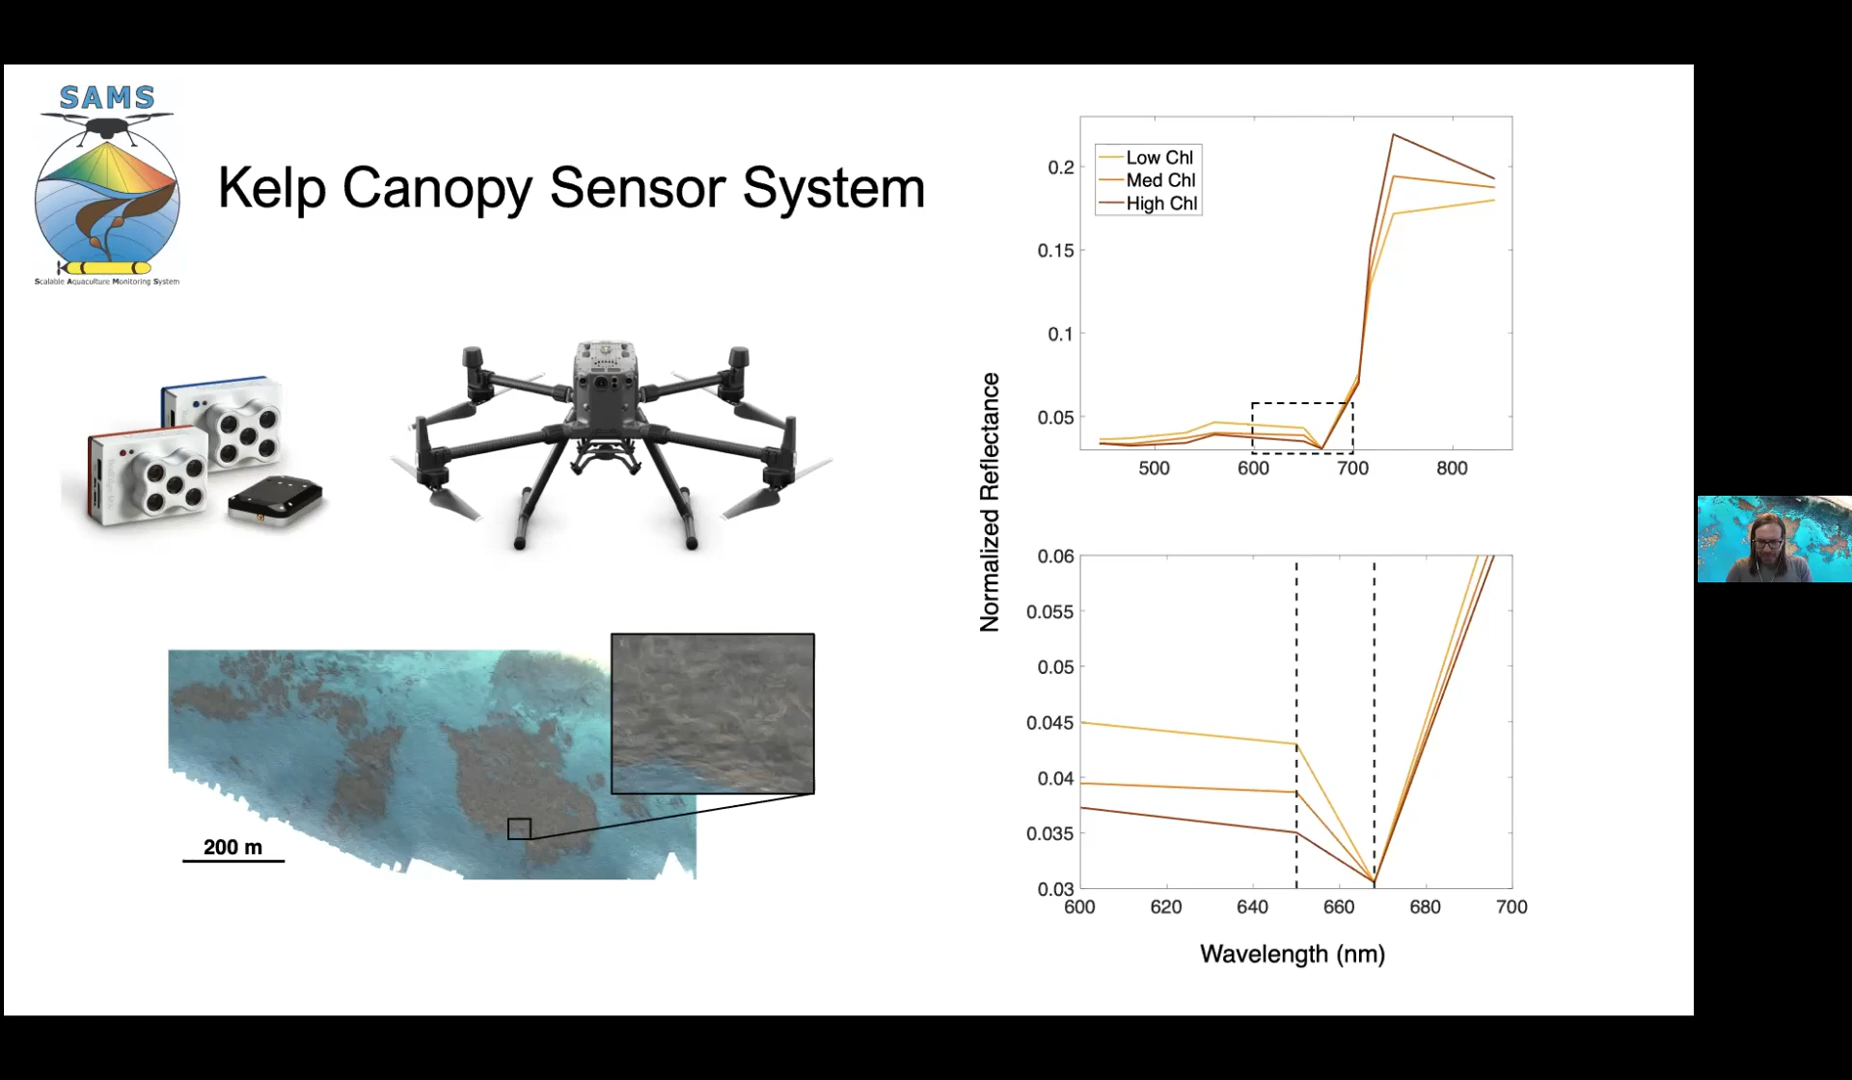 SAMS
Scalable Aquaculture Monitoring System
Kelp Canopy Sensor System
200 m
Normalized Reflectance
Low Chl
Med Chl
High Chl
0.2
0.15
0.1
0.05
500
600
700
800
0.06
0.055
0.05
0.045
0.04
0.035
0.03
600
620
640
660
680
700
Wavelength (nm)